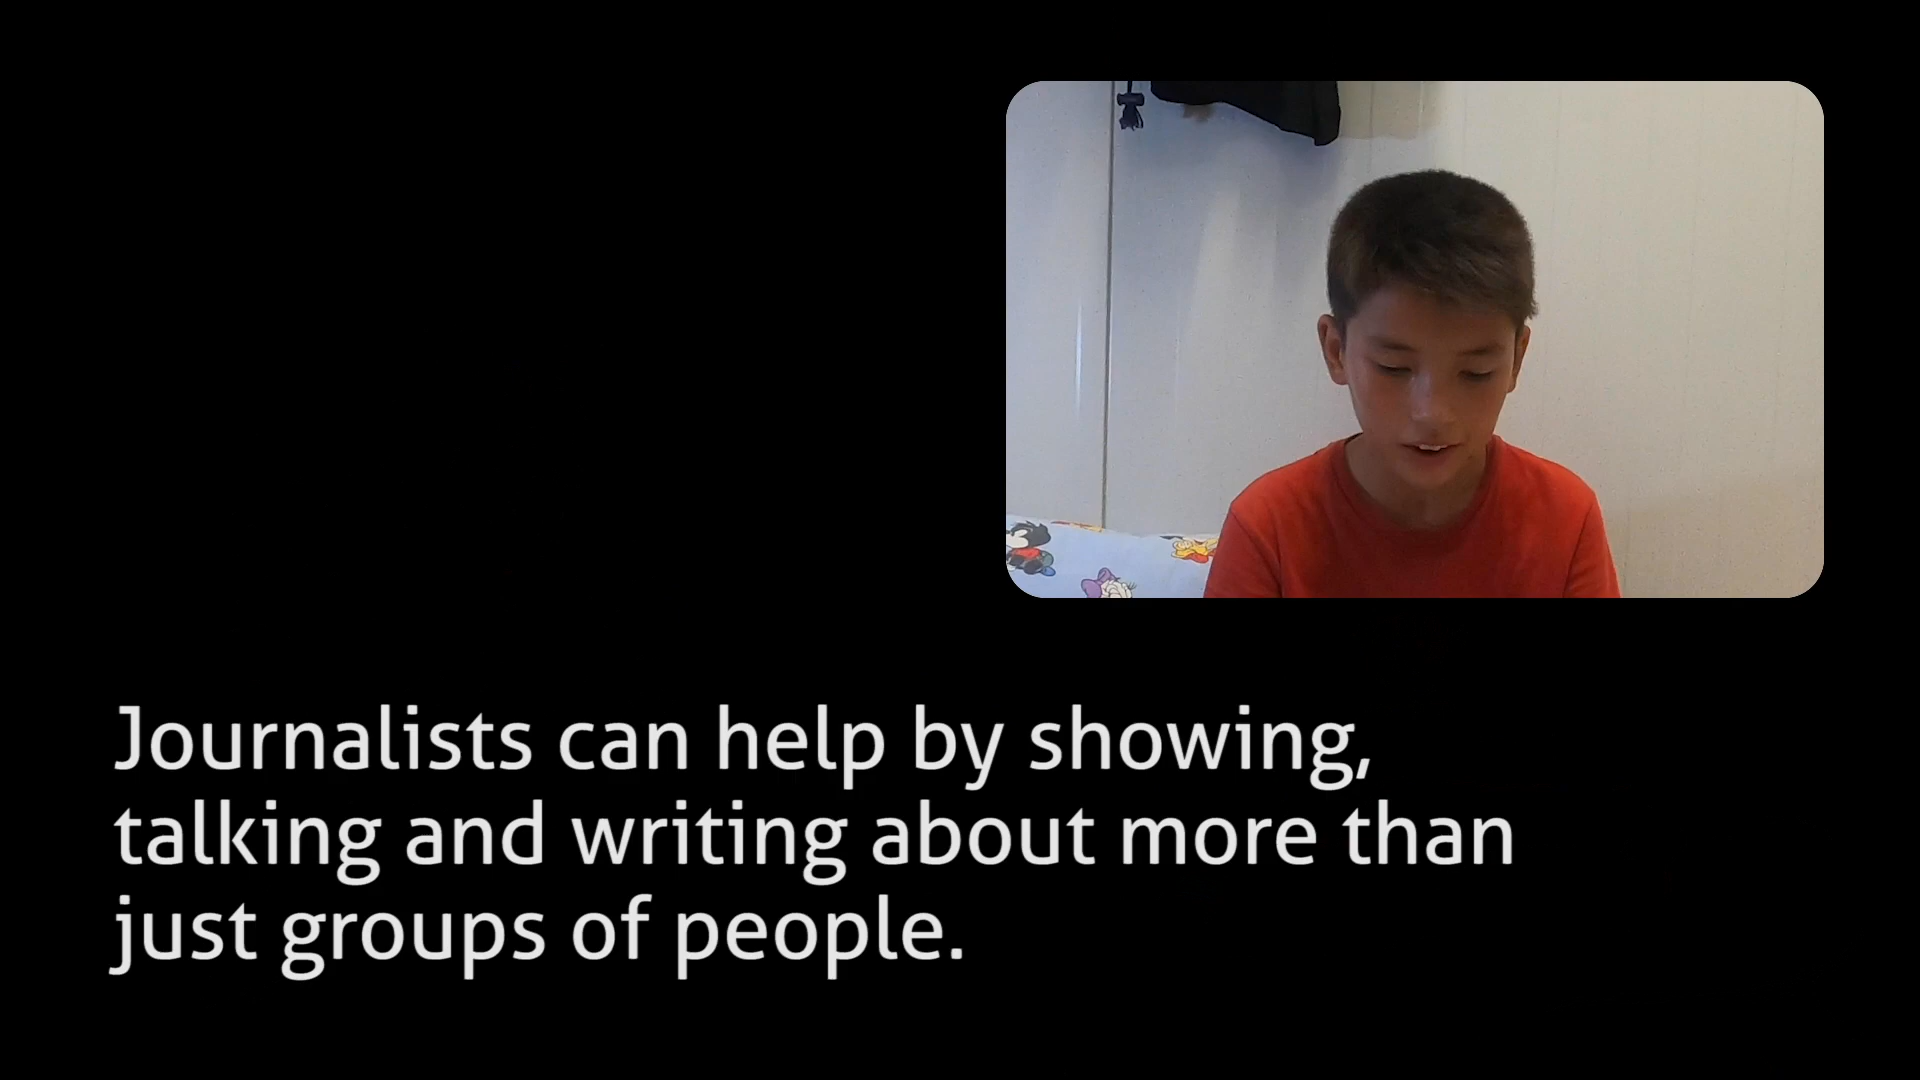 Journalists can help by showing,
talking and writing about more than
just groups of people.